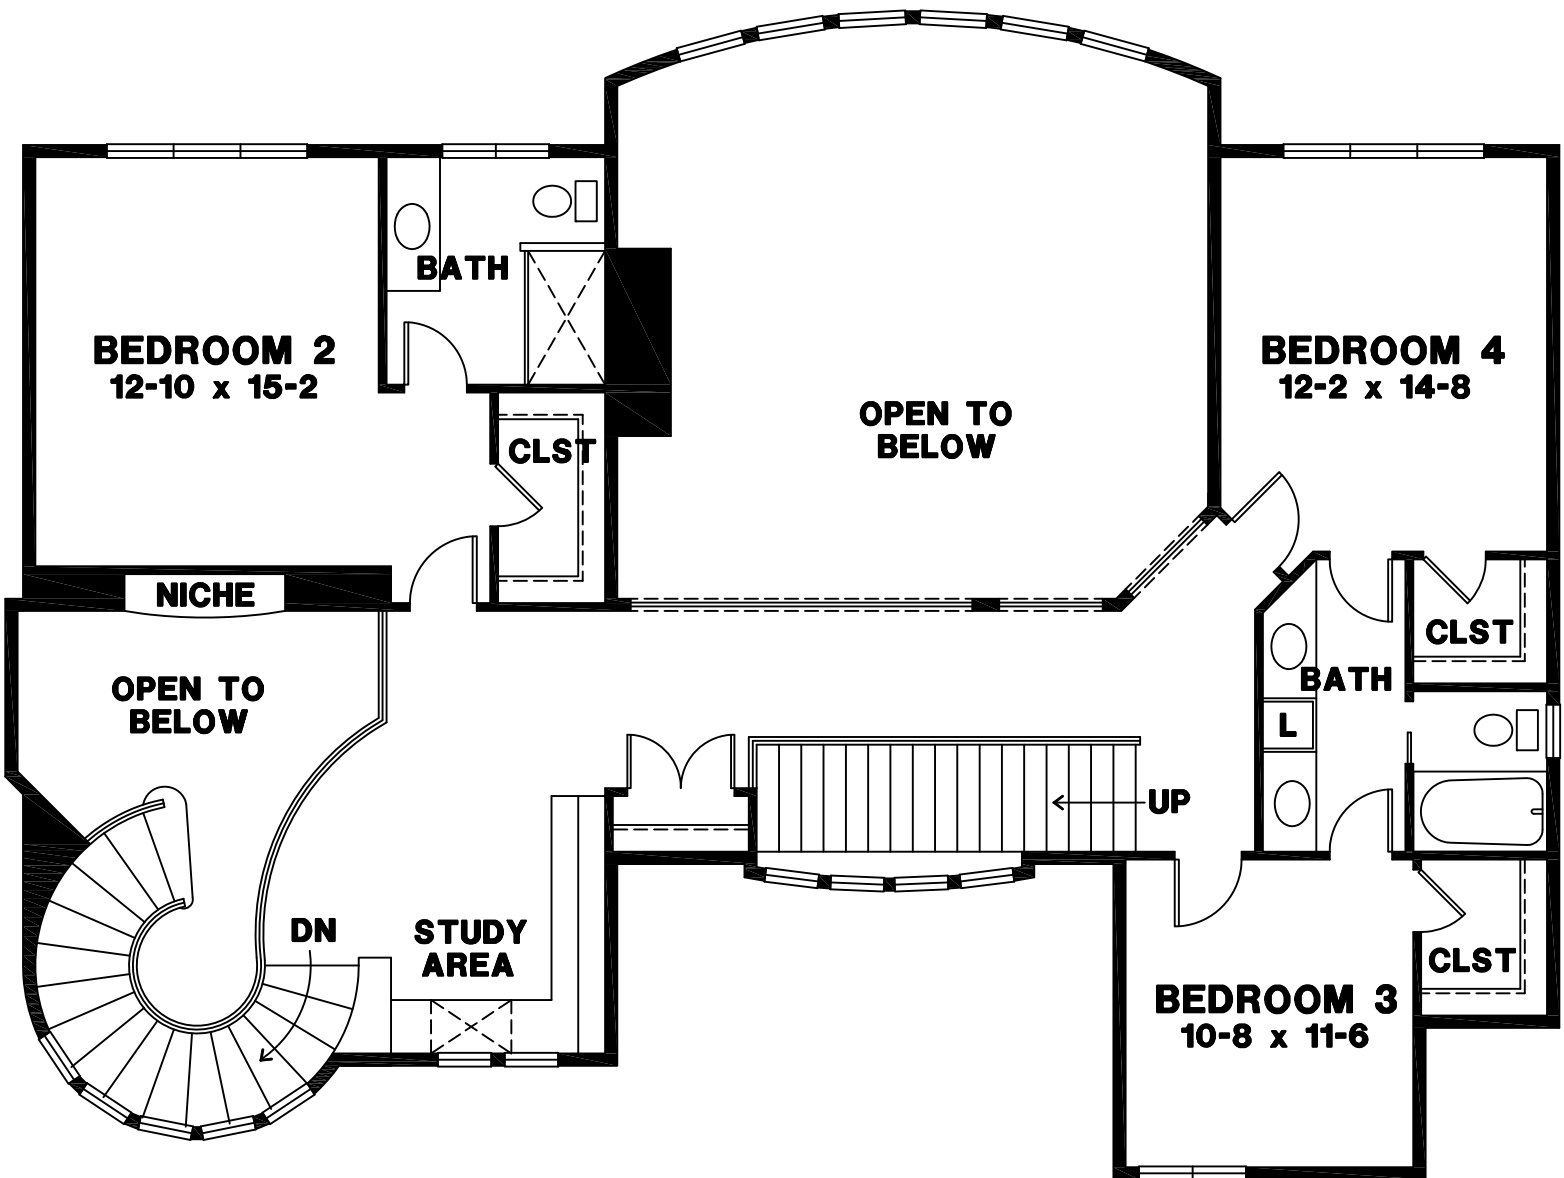 BATH
BEDROOM 2
12-10 x 15-2
BEDROOM 4
12-2 x 14-8
OPEN TO
BELOW
CLST
NICHE
CLST
OPEN TO
BELOW
BATH
L
UP
DN
STUDY
AREA
CLST
BEDROOM 3
10-8 x 11-6